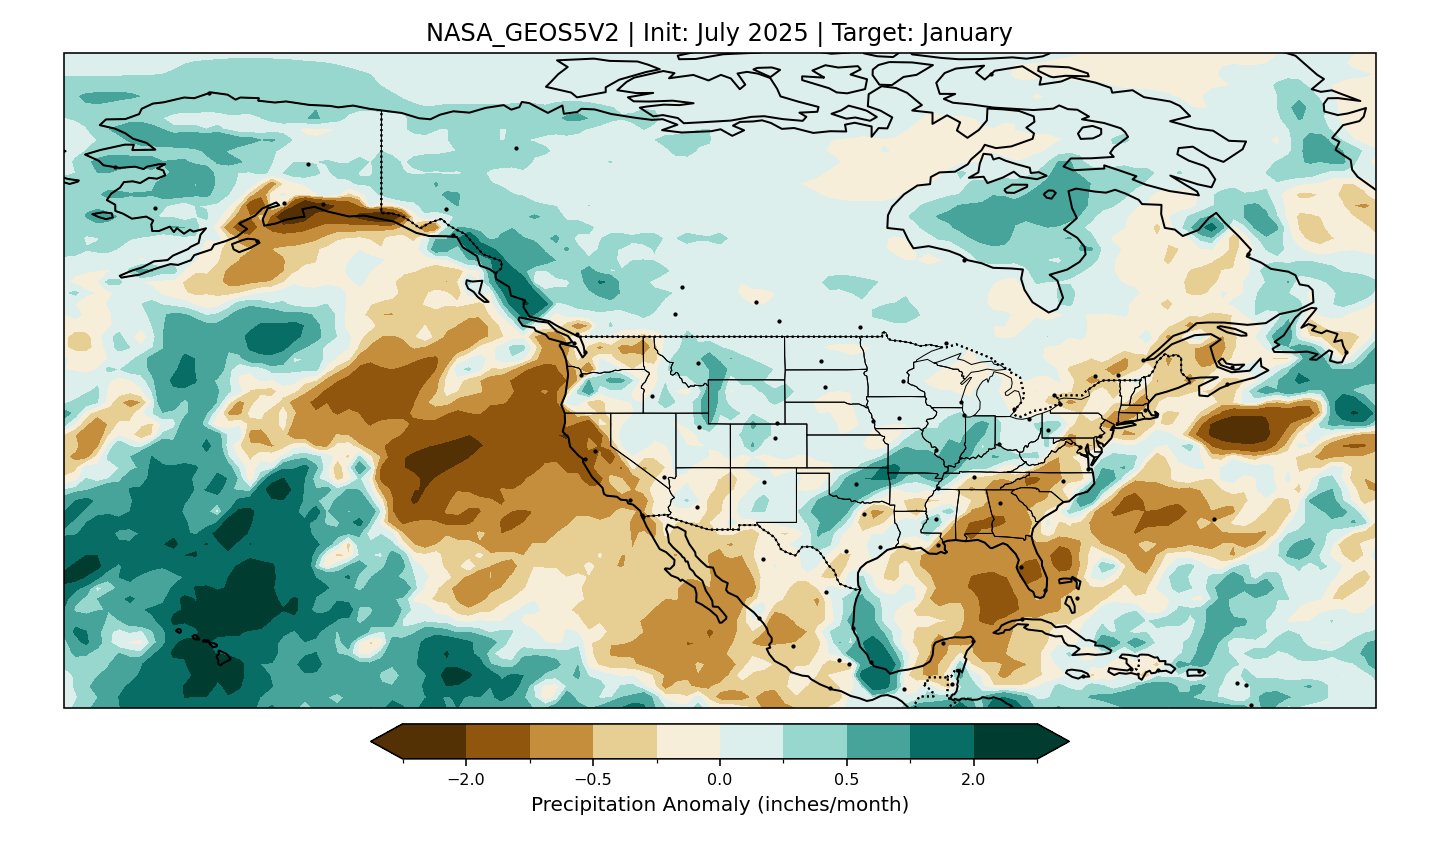 NASA_GEOS5V2 | Init: July 2025 | Target: January
−2.0 −0.5 0.0 0.5 2.0
Precipitation Anomaly (inches/month)